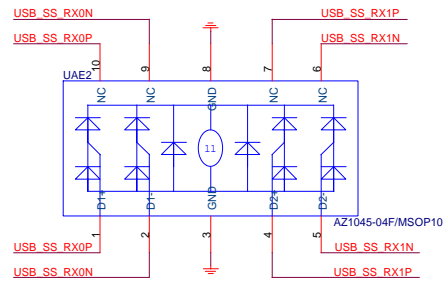 USB_SS_RX0N
USB_SS_RX1P
USB_SS_RX0P
USB_SS_RX1N
10
9
8
7
6
UAE2
NC
NC
GND
NC
NC
11
D1+
D1-
GND
D2+
D2-
AZ1045-04F/MSOP10
1
2
3
4
5
USB_SS_RX0P
USB_SS_RX1N
USB_SS_RX0N
USB_SS_RX1P